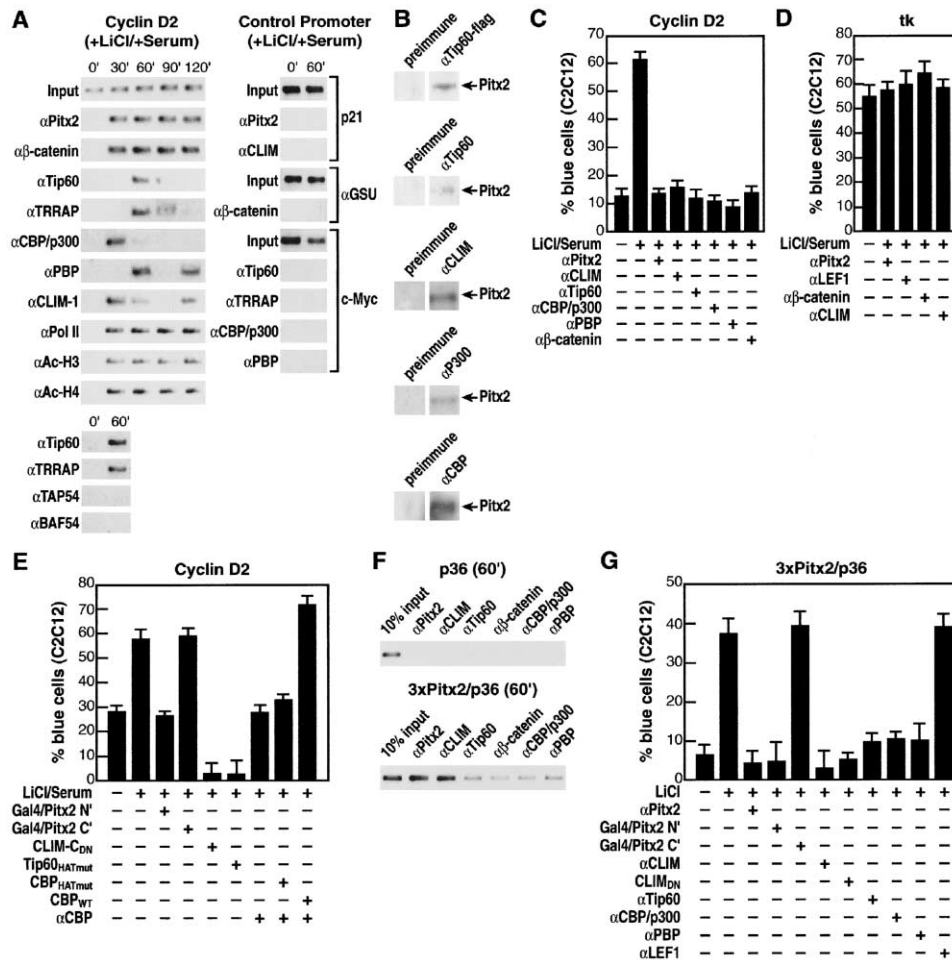 A
Cyclin D2
(+LiCl/+Serum)
0' 30' 60' 90' 120'
Input
αPitx2
αβ-catenin
αTip60
αTRRAP
αCBP/p300
αPBP
αCLIM-1
αPol II
αAc-H3
αAc-H4
0' 60'
αTip60
αTRRAP
αTAP54
αBAF54
Control Promoter
(+LiCl/+Serum)
0' 60'
Input
αPitx2
αCLIM
p21
Input
αβ-catenin
αGSU
Input
αTip60
αTRRAP
αCBP/p300
αPBP
c-Myc
B
preimmune
αTip60-flag
Pitx2
preimmune
αTip60
Pitx2
preimmune
αCLIM
Pitx2
preimmune
αP300
Pitx2
preimmune
αCBP
Pitx2
C
Cyclin D2
% blue cells (C2C12)
70
60
50
40
30
20
10
0
LiCl/Serum – + + + + + + +
αPitx2 – – + – – – – –
αCLIM – – – + – – – –
αTip60 – – – – + – – –
αCBP/p300 – – – – – + – –
αPBP – – – – – – + –
αβ-catenin – – – – – – – +
D
tk
% blue cells (C2C12)
80
70
60
50
40
30
20
10
0
LiCl/Serum – + + + +
αPitx2 – + – – –
αLEF1 – – + – –
αβ-catenin – – – + –
αCLIM – – – – +
E
Cyclin D2
% blue cells (C2C12)
80
70
60
50
40
30
20
10
0
LiCl/Serum – + + + + + + + +
Gal4/Pitx2 N' – – + – – – – – –
Gal4/Pitx2 C' – – – + – – – – –
CLIM-CDN – – – – + – – – –
Tip60HATmut – – – – – + – – –
CBPHATmut – – – – – – – + –
CBPWT – – – – – – – – +
αCBP – – – – – – + + +
F
p36 (60')
10% input
αPitx2
αCLIM
αTip60
αβ-catenin
αCBP/p300
αPBP
3xPitx2/p36 (60')
10% input
αPitx2
αCLIM
αTip60
αβ-catenin
αCBP/p300
αPBP
G
3xPitx2/p36
% blue cells (C2C12)
50
40
30
20
10
0
LiCl – + + + + + + + + + +
αPitx2 – – + – – – – – – – –
Gal4/Pitx2 N' – – – + – – – – – – –
Gal4/Pitx2 C' – – – – + – – – – – –
αCLIM – – – – – + – – – – –
CLIMDN – – – – – – + – – – –
αTip60 – – – – – – – + – – –
αCBP/p300 – – – – – – – – + – –
αPBP – – – – – – – – – + –
αLEF1 – – – – – – – – – – +